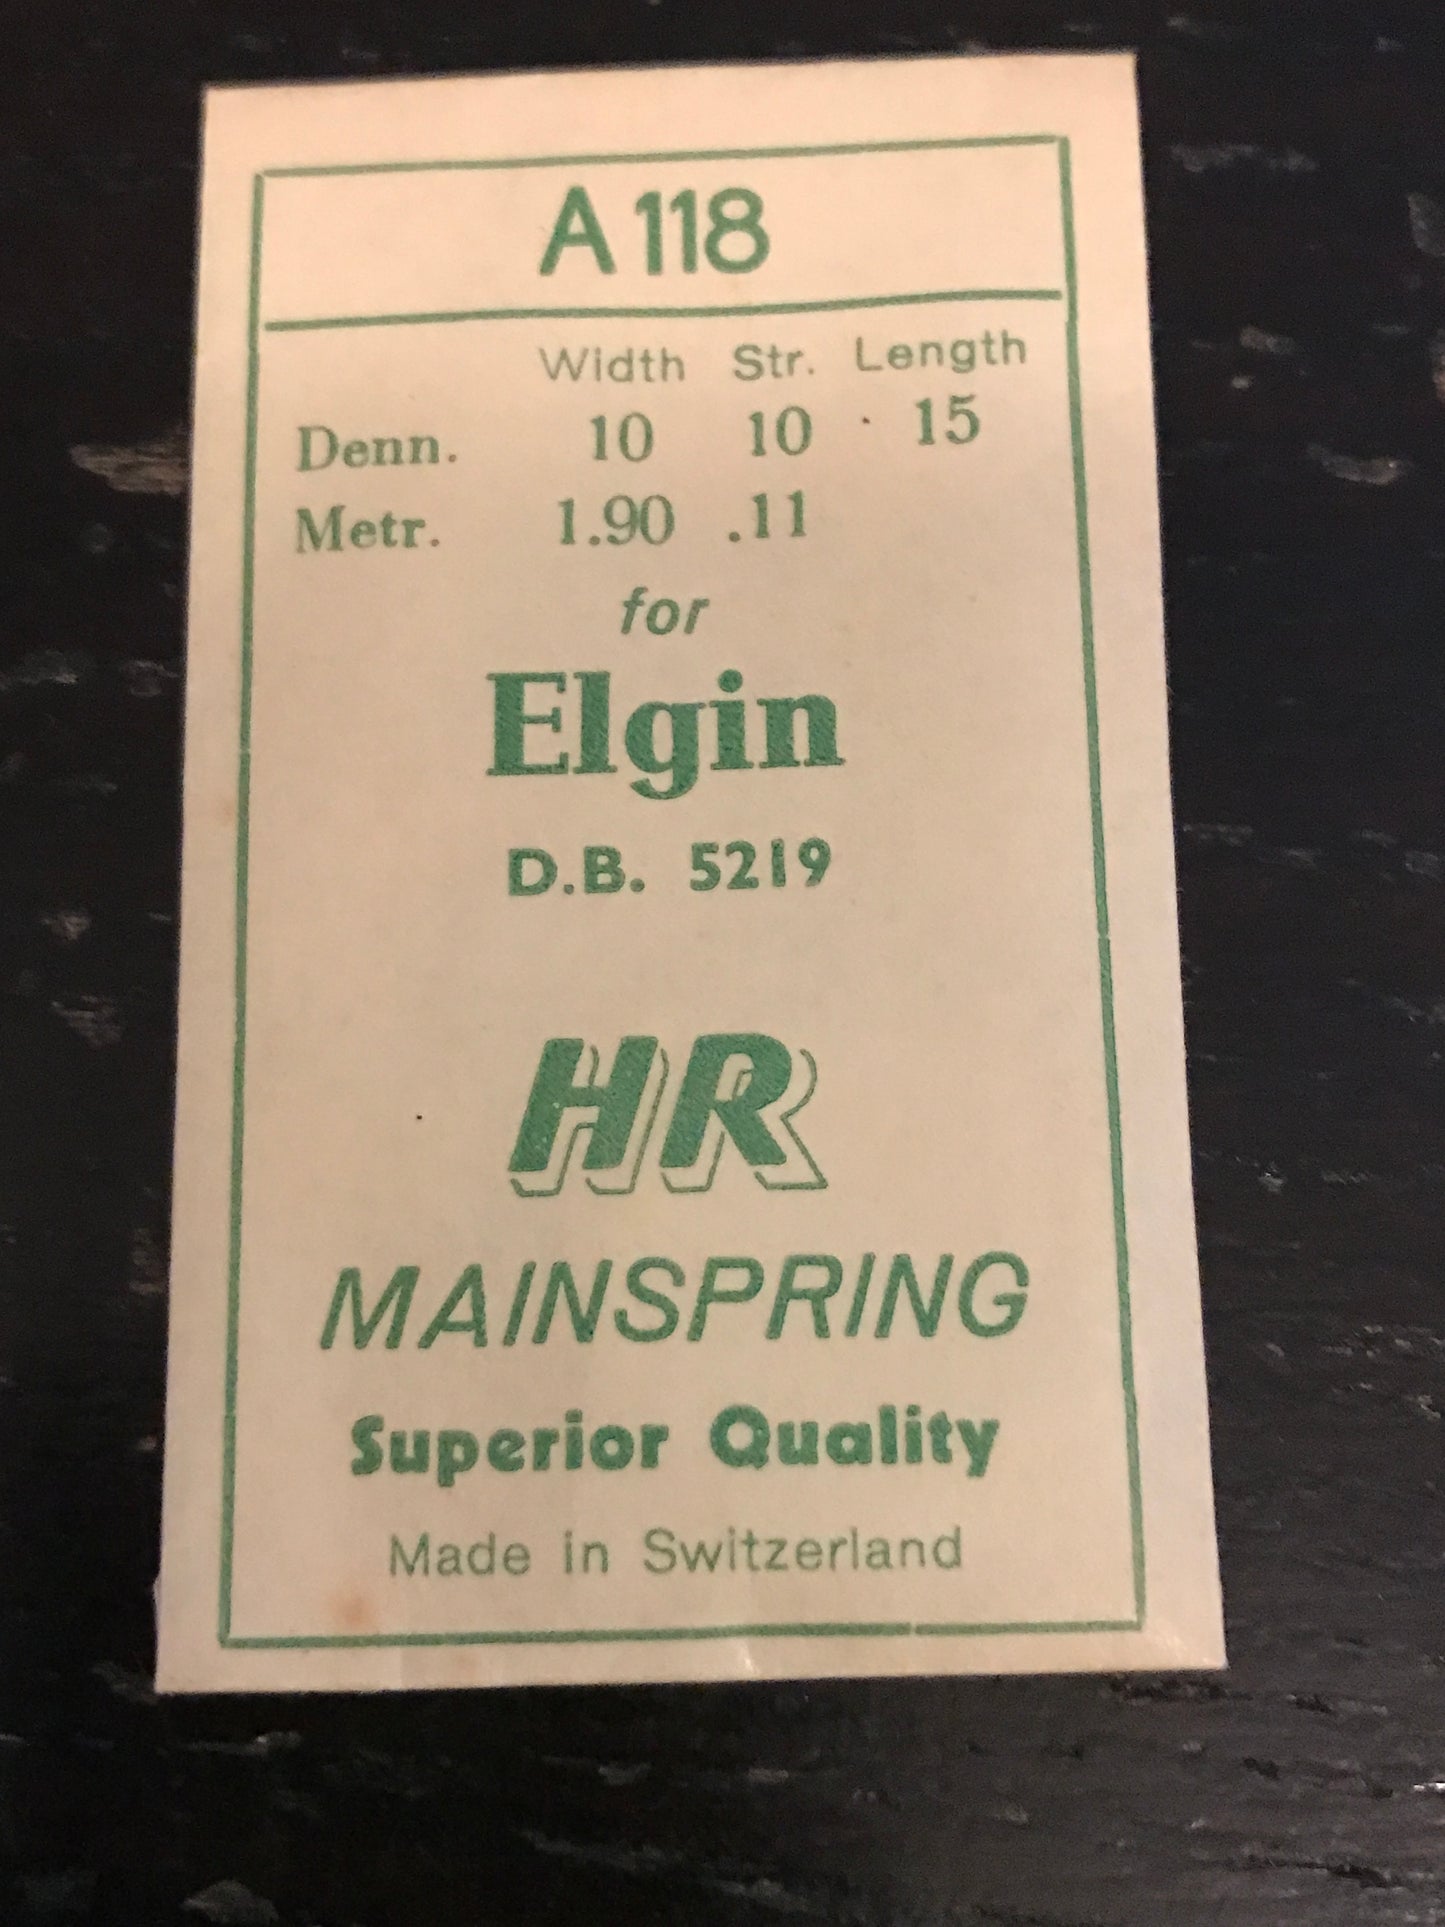 A 118
Width Str. Length
Denn. 10 10 15
Metr. 1.90 .11
for
Elgin
D.B. 5219
HR
MAINSPRING
Superior Quality
Made in Switzerland